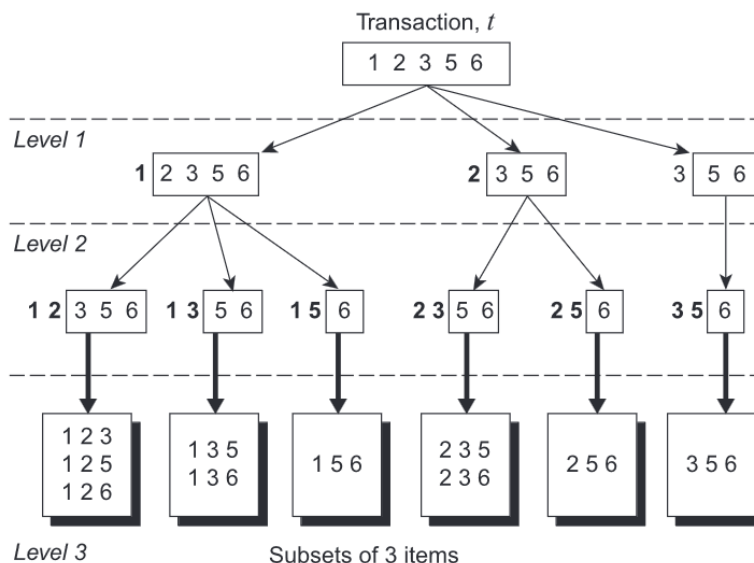 Transaction, t
1 2 3 5 6
Level 1
1 2 3 5 6
2 3 5 6
3 5 6
Level 2
1 2 3 5 6
1 3 5 6
1 5 6
2 3 5 6
2 5 6
3 5 6
1 2 3
1 2 5
1 2 6
1 3 5
1 3 6
1 5 6
2 3 5
2 3 6
2 5 6
3 5 6
Level 3
Subsets of 3 items